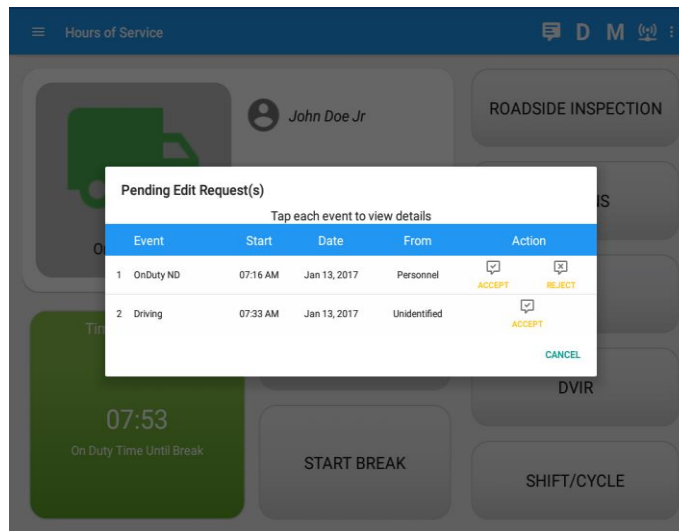 Hours of Service
D M
John Doe Jr
ROADSIDE INSPECTION
Pending Edit Request(s)
Tap each event to view details
Event Start Date From Action
1 OnDuty ND 07:16 AM Jan 13, 2017 Personnel ACCEPT REJECT
2 Driving 07:33 AM Jan 13, 2017 Unidentified ACCEPT
CANCEL
DVIR
07:53
On Duty Time Until Break
START BREAK
SHIFT/CYCLE